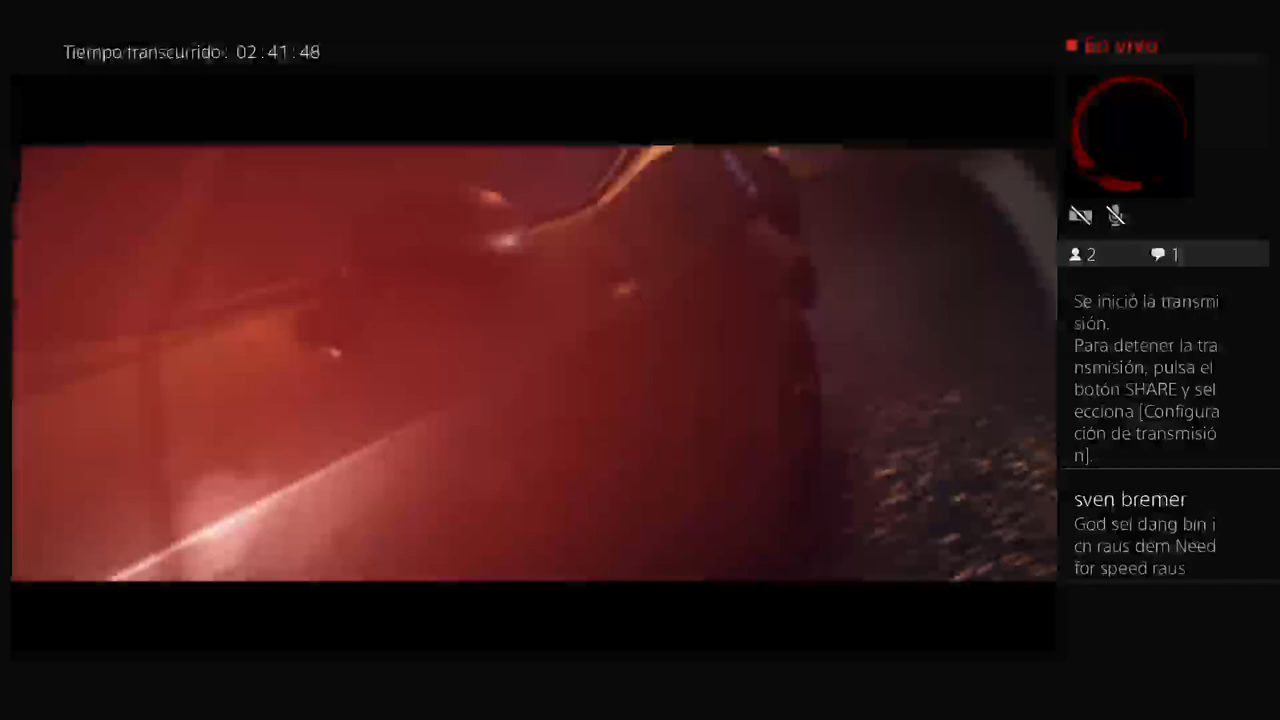 Tiempo transcurrido: 02:41:48
En vivo
2
1
Se inició la transmi
sión.
Para detener la tra
nsmisión, pulsa el
botón SHARE y sel
ecciona [Configura
ción de transmisió
n].
sven bremer
God sei dang bin i
ch raus dem Need
for speed raus